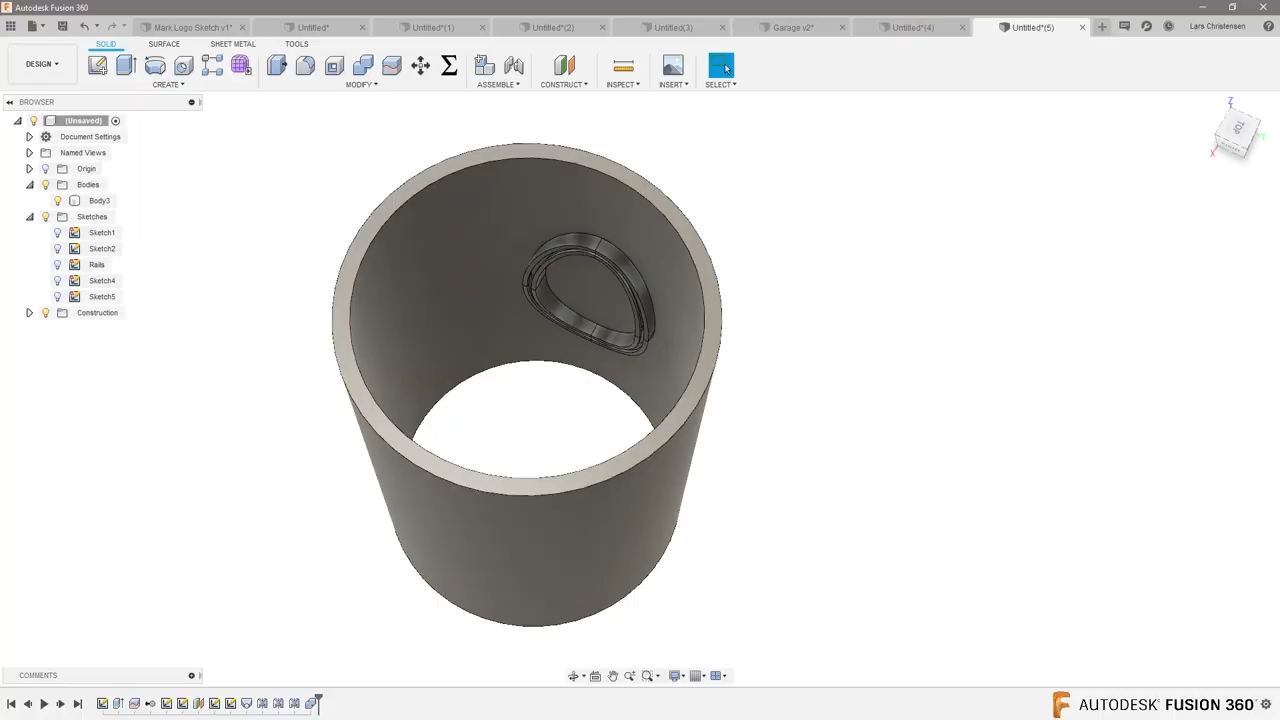 Autodesk Fusion 360
Mark Logo Sketch v1* Untitled* Untitled*(1) Untitled*(2) Untitled(3) Garage v2* Untitled*(4) Untitled*(5) Lars Christensen
SOLID SURFACE SHEET METAL TOOLS
DESIGN
CREATE MODIFY ASSEMBLE CONSTRUCT INSPECT INSERT SELECT
BROWSER
(Unsaved)
Document Settings
Named Views
Origin
Bodies
Body3
Sketches
Sketch1
Sketch2
Rails
Sketch4
Sketch5
Construction
Z
TOP
X
COMMENTS
AUTODESK FUSION 360